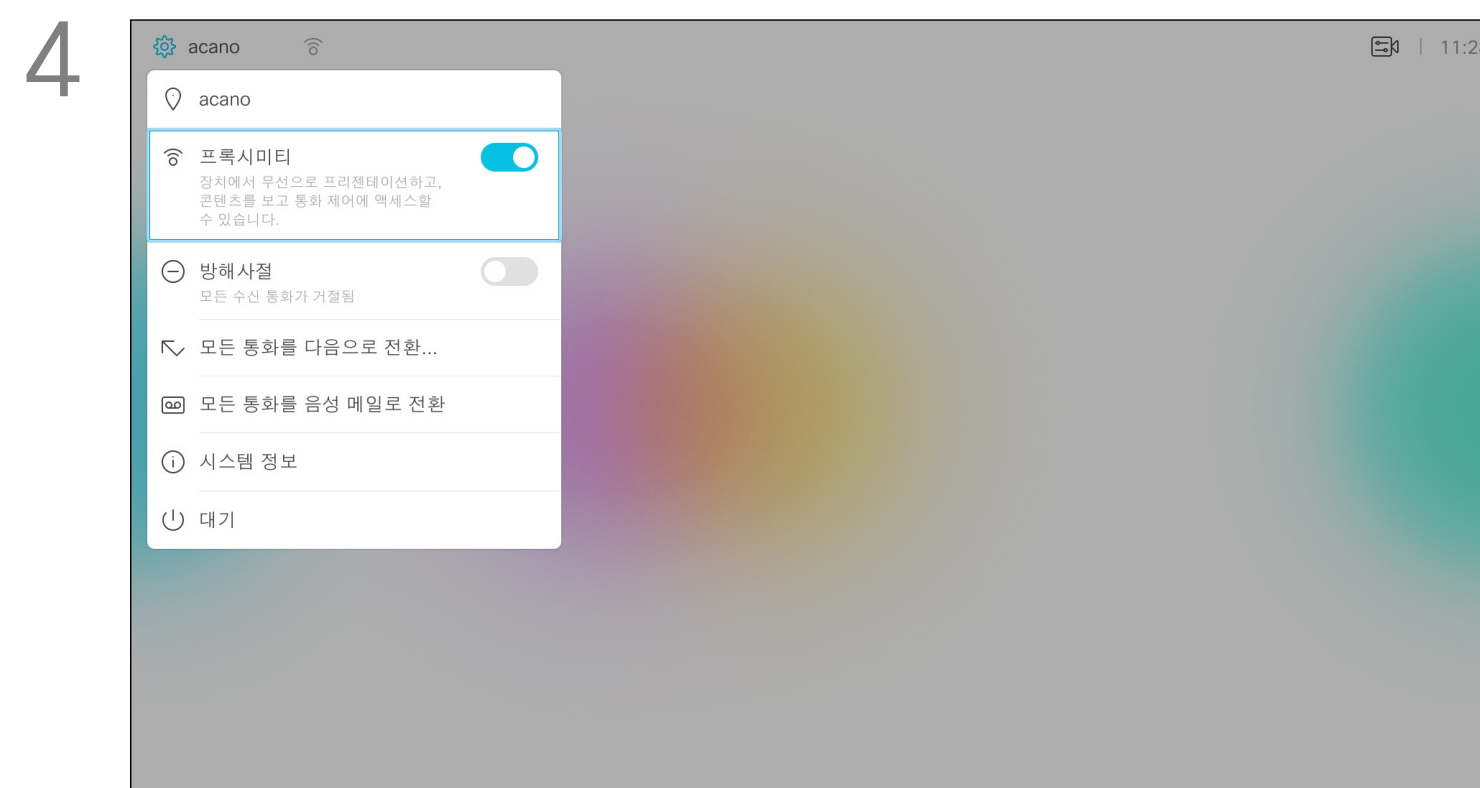 4
acano
11:2
acano
프록시미티
장치에서 무선으로 프리젠테이션하고,
콘텐츠를 보고 통화 제어에 액세스할
수 있습니다.
방해사절
모든 수신 통화가 거절됨
모든 통화를 다음으로 전환...
모든 통화를 음성 메일로 전환
시스템 정보
대기